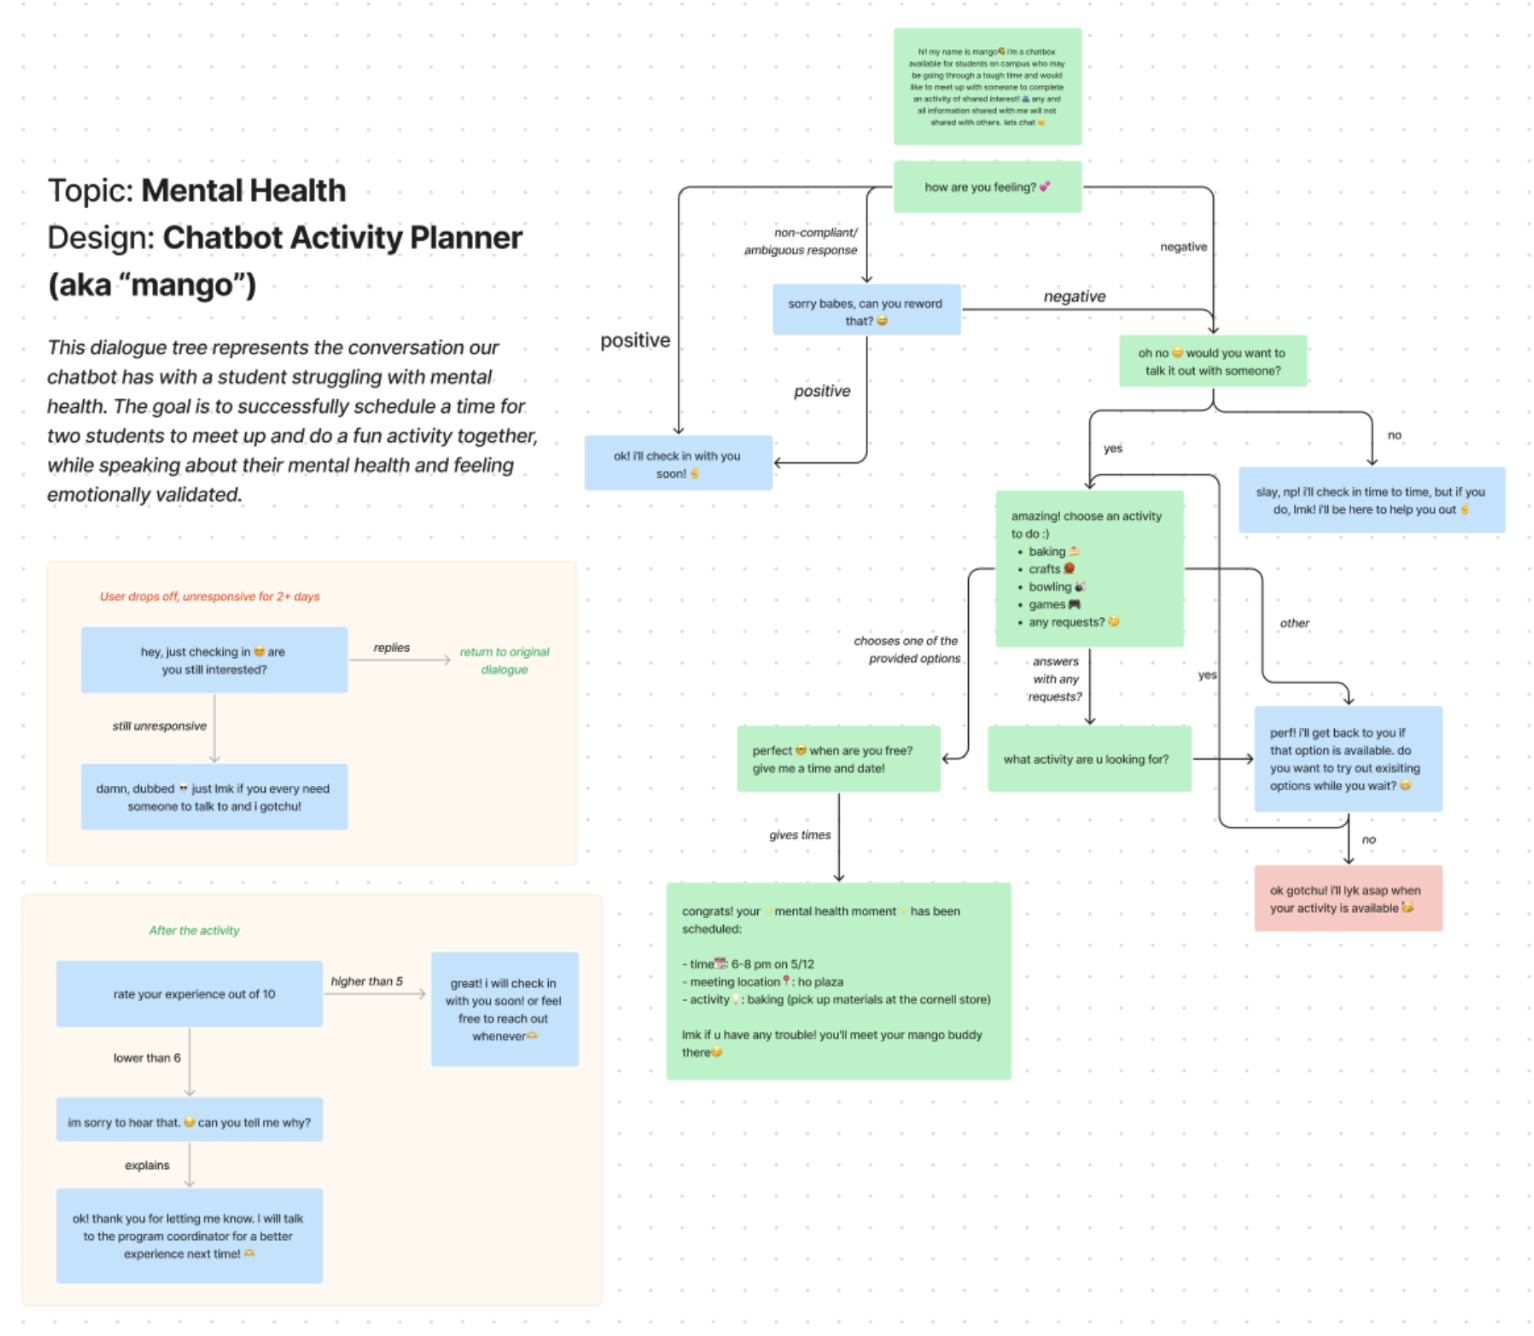 Topic: Mental Health
Design: Chatbot Activity Planner
(aka “mango”)
This dialogue tree represents the conversation our
chatbot has with a student struggling with mental
health. The goal is to successfully schedule a time for
two students to meet up and do a fun activity together,
while speaking about their mental health and feeling
emotionally validated.
hi! my name is mango🥭 i'm a chatbox
available for students on campus who may
be going through a tough time and would
like to meet up with someone to complete
an activity of shared interest! any and
all information shared with me will not
shared with others. lets chat
how are you feeling? 💞
non-compliant/
ambiguous response
negative
sorry babes, can you reword
that? 😅
negative
positive
positive
oh no would you want to
talk it out with someone?
ok! i'll check in with you
soon! ✌️
yes
no
slay, np! i'll check in time to time, but if you
do, lmk! i'll be here to help you out ✌️
amazing! choose an activity
to do :)
• baking 🍰
• crafts 🧶
• bowling 🎳
• games 🎮
• any requests? 🤔
chooses one of the
provided options
answers
with any
requests?
other
yes
perfect 🤓 when are you free?
give me a time and date!
what activity are u looking for?
perf! i'll get back to you if
that option is available. do
you want to try out exisiting
options while you wait?
gives times
no
ok gotchu! i'll lyk asap when
your activity is available 🥳
congrats! your ✨mental health moment✨ has been
scheduled:
- time📆: 6-8 pm on 5/12
- meeting location📍: ho plaza
- activity💡: baking (pick up materials at the cornell store)
lmk if u have any trouble! you'll meet your mango buddy
there
User drops off, unresponsive for 2+ days
hey, just checking in 🤓 are
you still interested?
replies
return to original
dialogue
still unresponsive
damn, dubbed 💀 just lmk if you every need
someone to talk to and i gotchu!
After the activity
rate your experience out of 10
higher than 5
great! i will check in
with you soon! or feel
free to reach out
whenever🫶
lower than 6
im sorry to hear that. 😔 can you tell me why?
explains
ok! thank you for letting me know. I will talk
to the program coordinator for a better
experience next time! 🫶